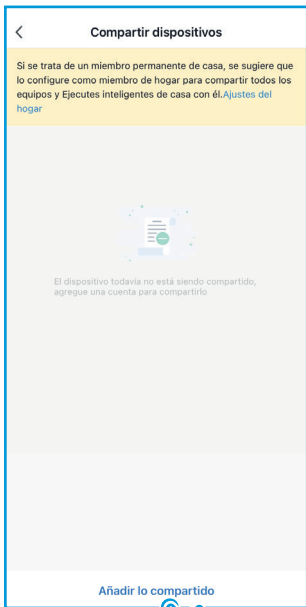 Compartir dispositivos
Si se trata de un miembro permanente de casa, se sugiere que
lo configure como miembro de hogar para compartir todos los
equipos y Ejecutes inteligentes de casa con él.Ajustes del
hogar
El dispositivo todavía no está siendo compartido,
agregue una cuenta para compartirlo
Añadir lo compartido